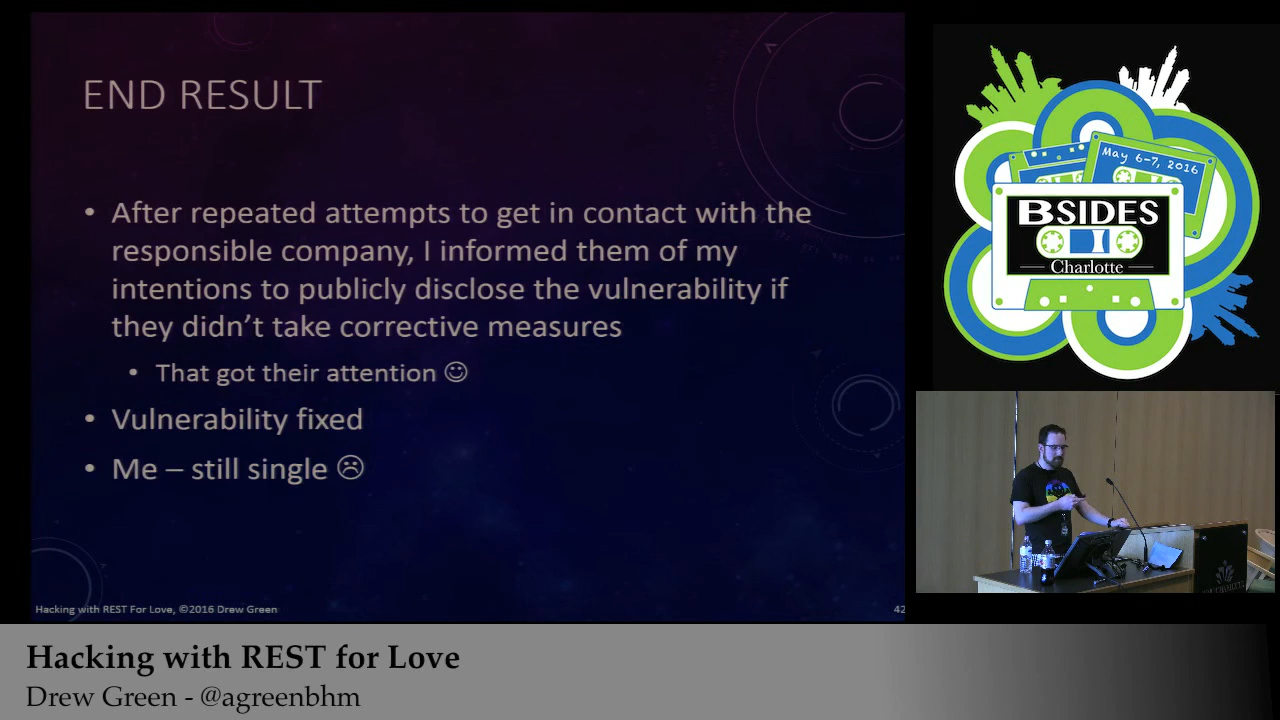 END RESULT
• After repeated attempts to get in contact with the
responsible company, I informed them of my
intentions to publicly disclose the vulnerability if
they didn't take corrective measures
• That got their attention ☺
• Vulnerability fixed
• Me – still single ☹
Hacking with REST For Love, ©2016 Drew Green
42
May 6-7, 2016
BSIDES
Charlotte
Hacking with REST for Love
Drew Green - @agreenbhm